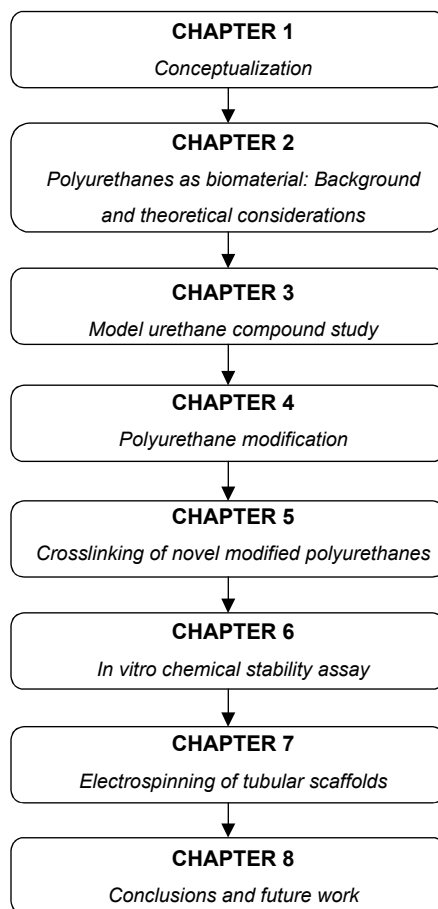 CHAPTER 1
Conceptualization
CHAPTER 2
Polyurethanes as biomaterial: Background
and theoretical considerations
CHAPTER 3
Model urethane compound study
CHAPTER 4
Polyurethane modification
CHAPTER 5
Crosslinking of novel modified polyurethanes
CHAPTER 6
In vitro chemical stability assay
CHAPTER 7
Electrospinning of tubular scaffolds
CHAPTER 8
Conclusions and future work